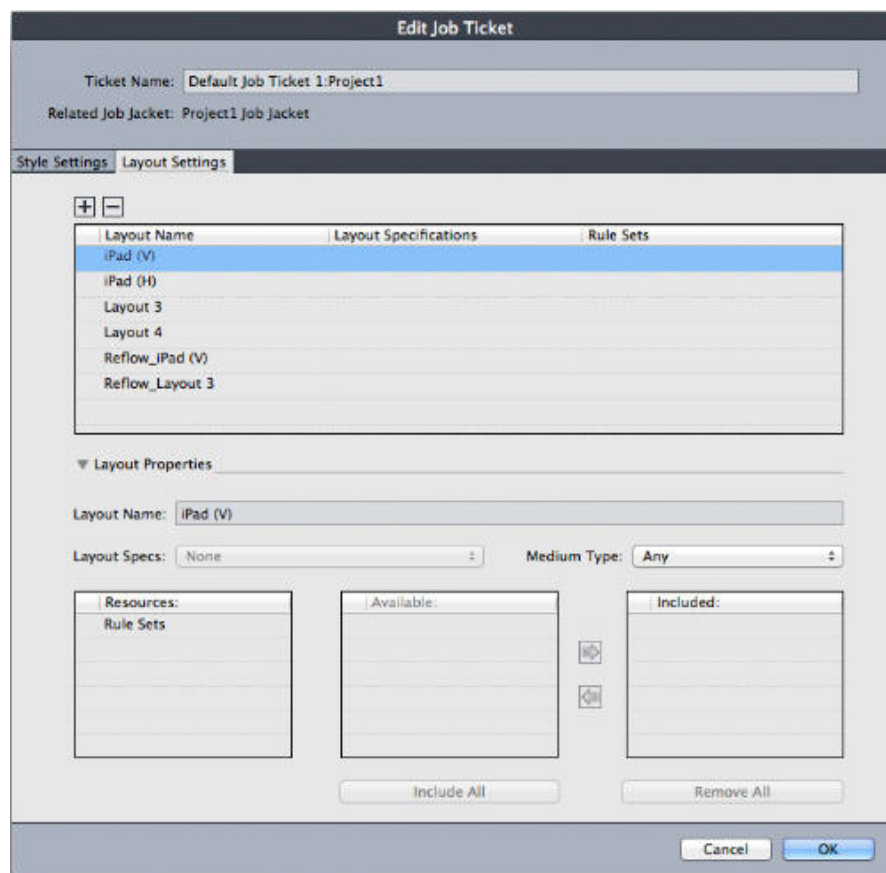 Edit Job Ticket
Ticket Name: Default Job Ticket 1:Project1
Related Job Jacket: Project1 Job Jacket
Style Settings Layout Settings
Layout Name Layout Specifications Rule Sets
iPad (V)
iPad (H)
Layout 3
Layout 4
Reflow_iPad (V)
Reflow_Layout 3
Layout Properties
Layout Name: iPad (V)
Layout Specs: None Medium Type: Any
Resources: Available: Included:
Rule Sets
Include All Remove All
Cancel OK